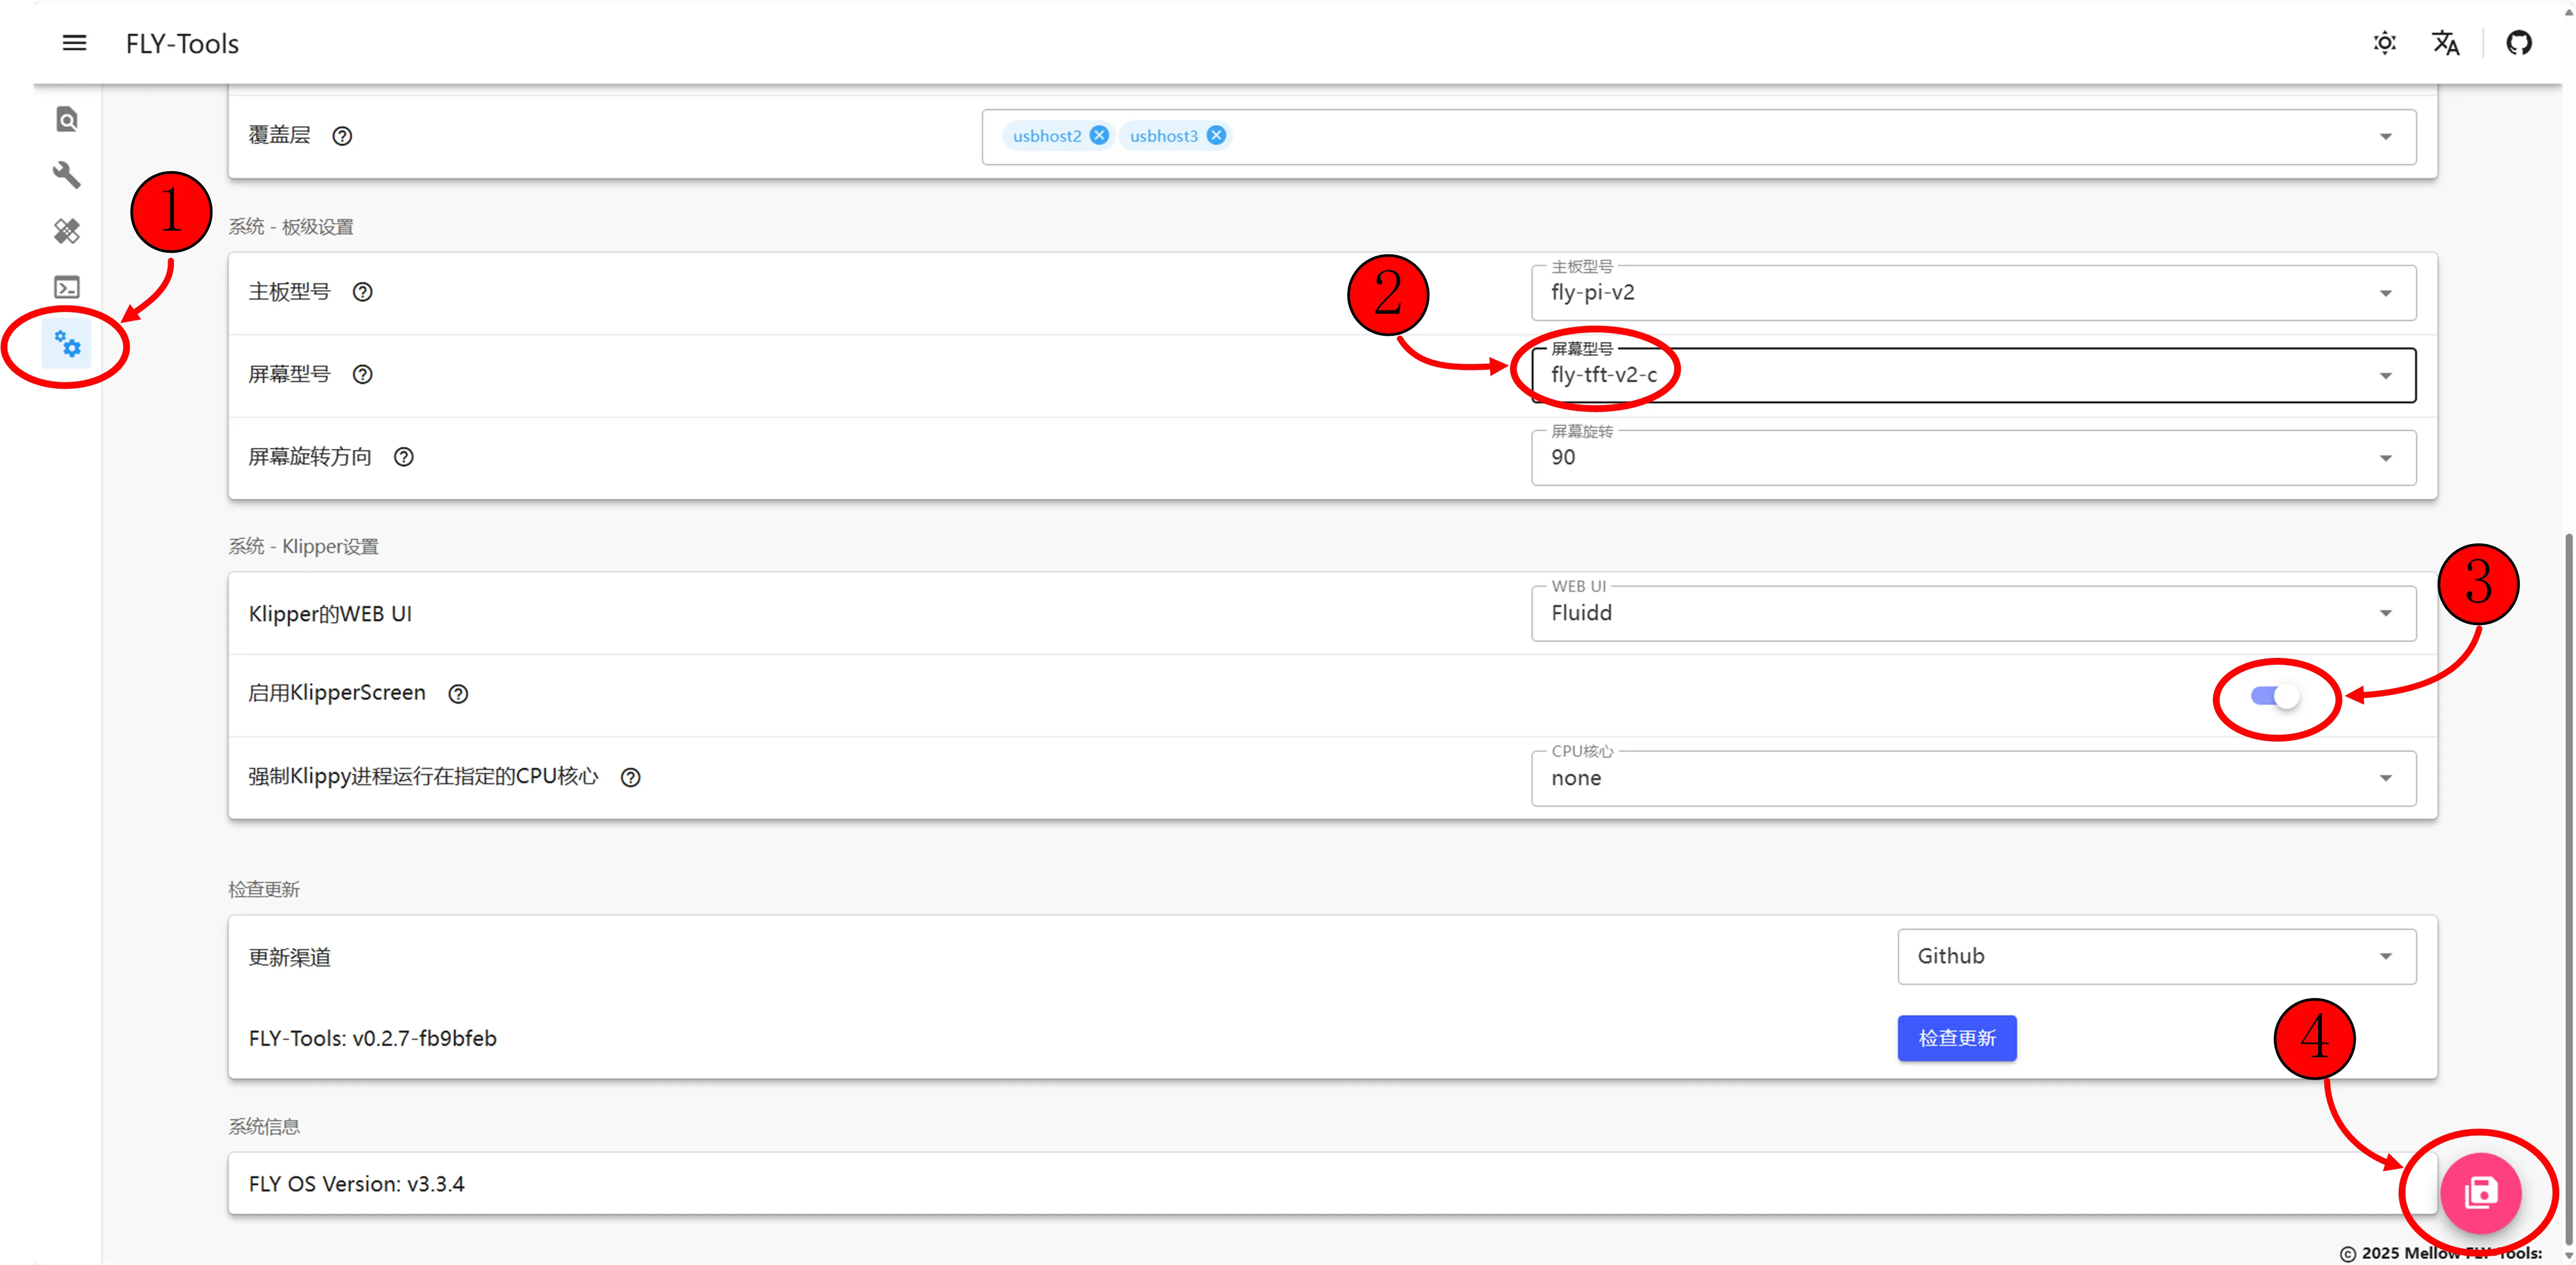 FLY-Tools
覆盖层
usbhost2
usbhost3
1
系统 - 板级设置
主板型号
主板型号
fly-pi-v2
2
屏幕型号
屏幕型号
fly-tft-v2-c
屏幕旋转方向
屏幕旋转
90
系统 - Klipper设置
Klipper的WEB UI
WEB UI
Fluidd
3
启用KlipperScreen
强制Klippy进程运行在指定的CPU核心
CPU核心
none
检查更新
更新渠道
Github
FLY-Tools: v0.2.7-fb9bfeb
检查更新
4
系统信息
FLY OS Version: v3.3.4
© 2025 Mellow FLY-Tools: